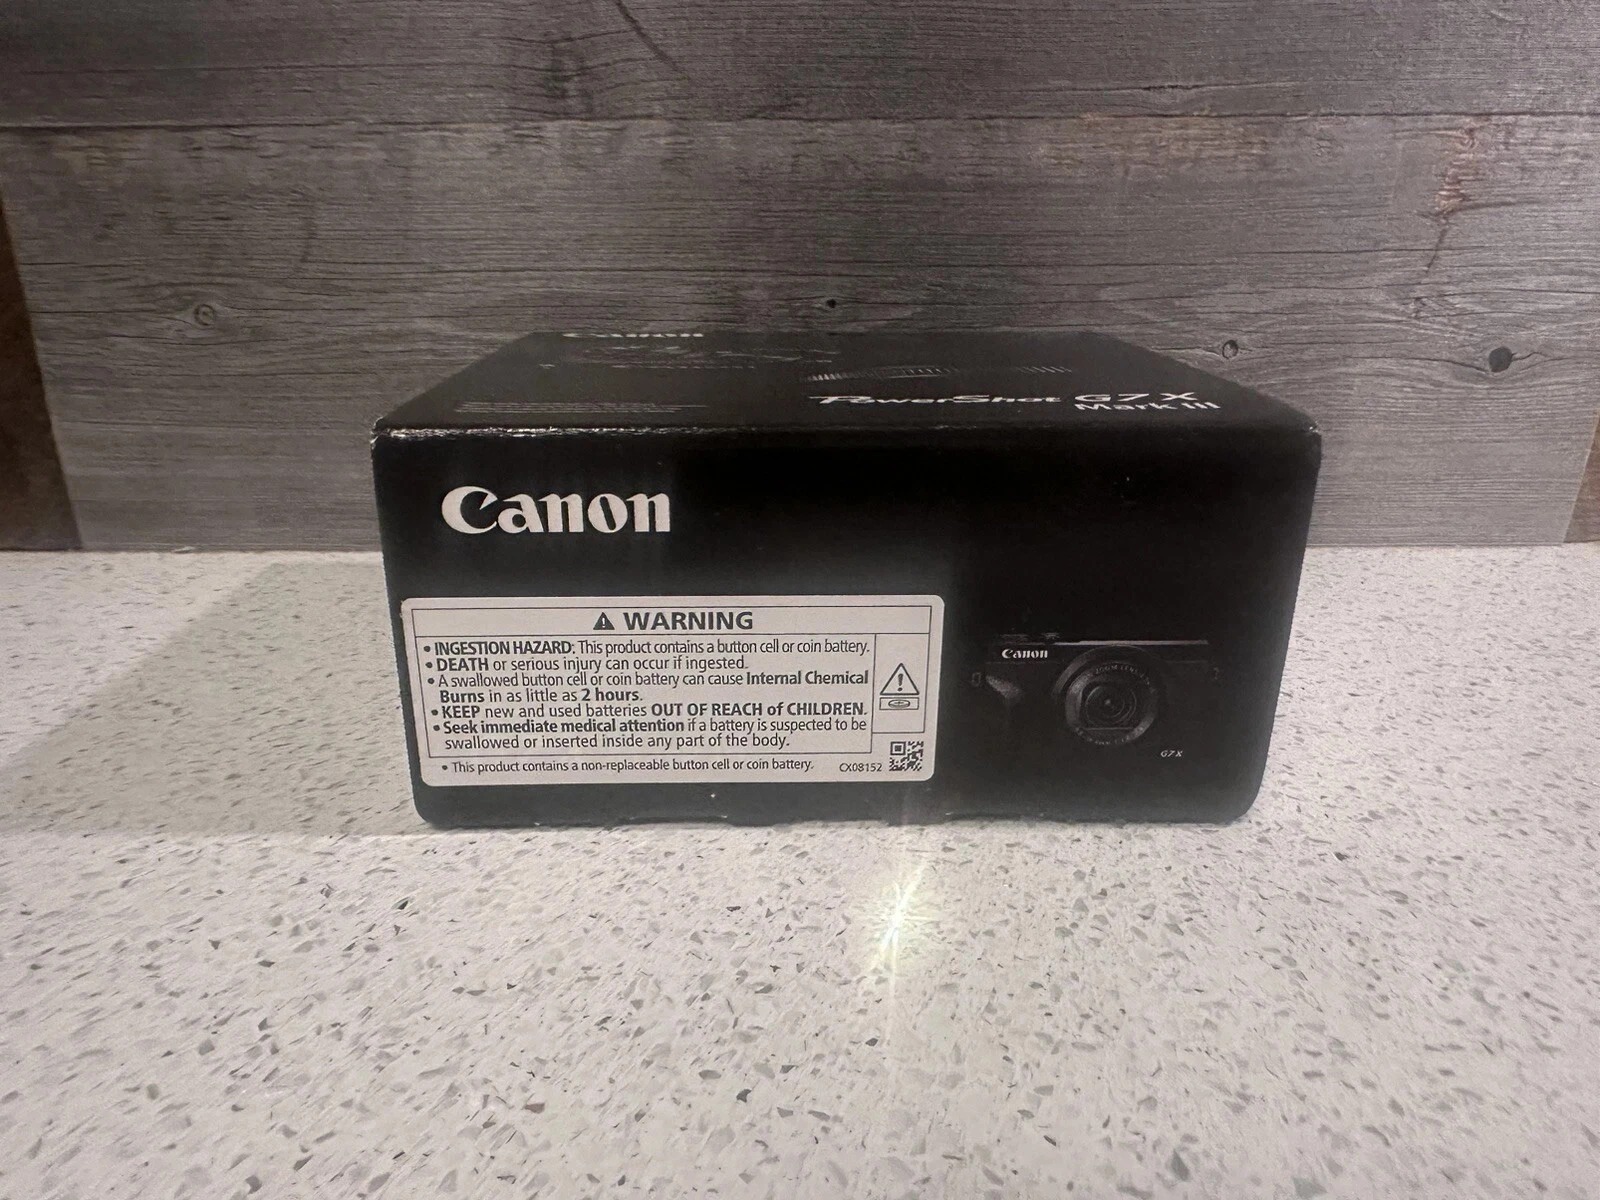 Canon
PowerShot G7 X
Mark III
Canon
⚠ WARNING
• INGESTION HAZARD: This product contains a button cell or coin battery.
• DEATH or serious injury can occur if ingested.
• A swallowed button cell or coin battery can cause Internal Chemical
Burns in as little as 2 hours.
• KEEP new and used batteries OUT OF REACH of CHILDREN.
• Seek immediate medical attention if a battery is suspected to be
swallowed or inserted inside any part of the body.
• This product contains a non-replaceable button cell or coin battery.
CX08152
Canon
G7X